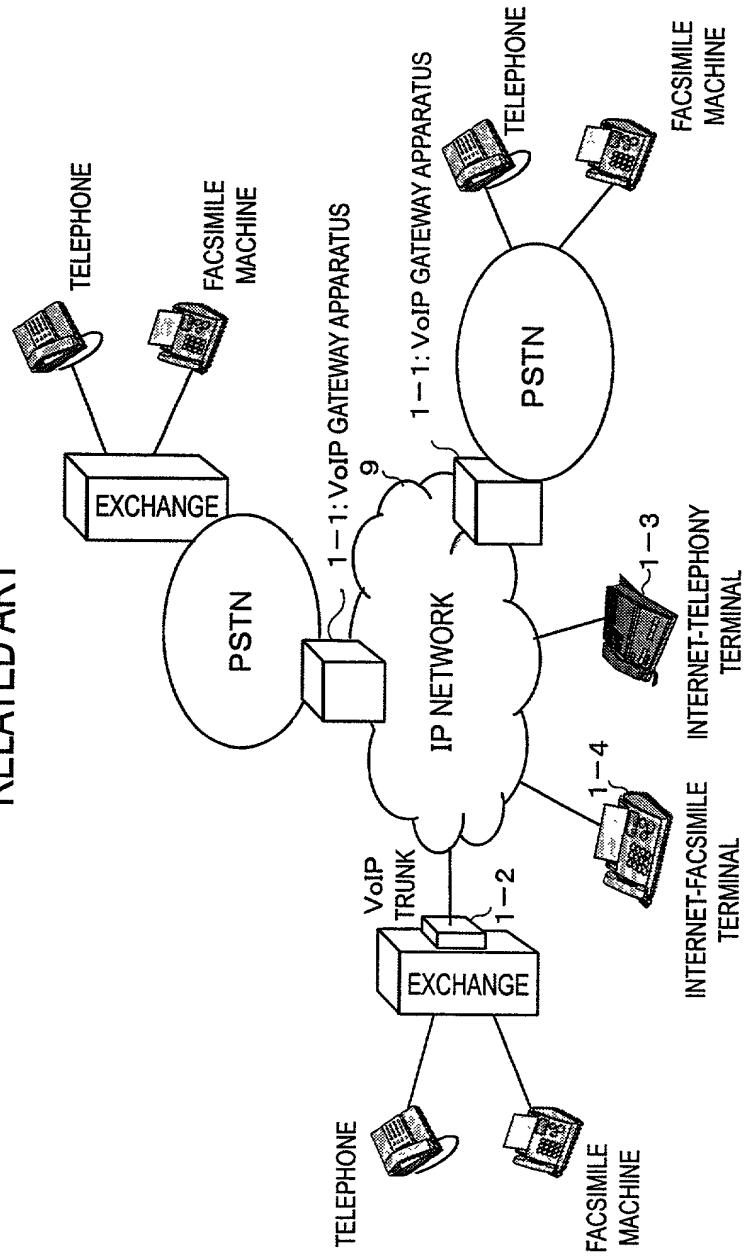 RELATED ART
TELEPHONE
FACSIMILE
MACHINE
EXCHANGE
PSTN
1-1: VoIP GATEWAY APPARATUS
9
1-1: VoIP GATEWAY APPARATUS
TELEPHONE
PSTN
FACSIMILE
MACHINE
IP NETWORK
VoIP
TRUNK
1-2
EXCHANGE
TELEPHONE
FACSIMILE
MACHINE
1-4
INTERNET-FACSIMILE
TERMINAL
1-3
INTERNET-TELEPHONY
TERMINAL